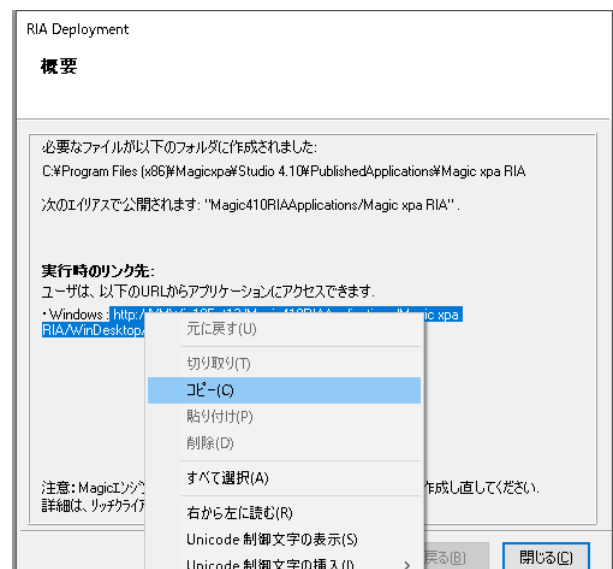 RIA Deployment
概要
必要なファイルが以下のフォルダに作成されました:
C:¥Program Files (x86)¥Magicxpa¥Studio 4.10¥PublishedApplications¥Magic xpa RIA
次のエイリアスで公開されます: "Magic410RIAApplications/Magic xpa RIA" .
実行時のリンク先:
ユーザは、以下のURLからアプリケーションにアクセスできます.
・Windows : http:/ ic xpa
RIA/WinDesktop/
元に戻す(U)
切り取り(T)
コピー(C)
貼り付け(P)
削除(D)
すべて選択(A)
注意: Magicエンジ 作成し直してください.
詳細は、リッチクライア
右から左に読む(R)
Unicode 制御文字の表示(S)
Unicode 制御文字の挿入(I) >
戻る(B) 閉じる(C)